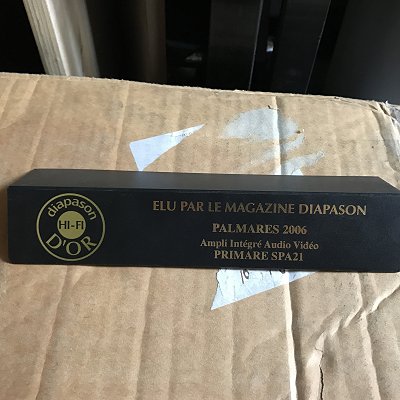 diapason
HI-FI
D'OR
ELU PAR LE MAGAZINE DIAPASON
PALMARES 2006
Ampli Intégré Audio Vidéo
PRIMARE SPA21